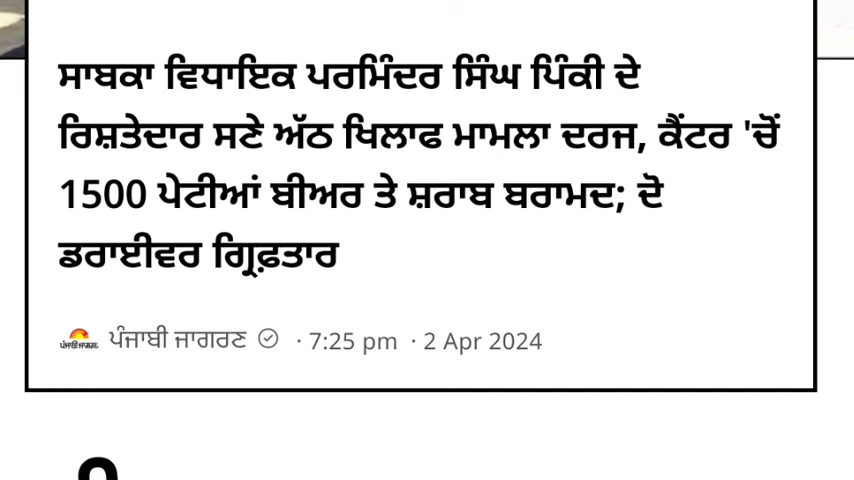 ਸਾਬਕਾ ਵਿਧਾਇਕ ਪਰਮਿੰਦਰ ਸਿੰਘ ਪਿੰਕੀ ਦੇ
ਰਿਸ਼ਤੇਦਾਰ ਸਣੇ ਅੱਠ ਖਿਲਾਫ ਮਾਮਲਾ ਦਰਜ, ਕੈਂਟਰ 'ਚੋਂ
1500 ਪੇਟੀਆਂ ਬੀਅਰ ਤੇ ਸ਼ਰਾਬ ਬਰਾਮਦ; ਦੋ
ਡਰਾਈਵਰ ਗ੍ਰਿਫ਼ਤਾਰ
ਪੰਜਾਬੀ ਜਾਗਰਣ ਪੰਜਾਬੀ ਜਾਗਰਣ · 7:25 pm · 2 Apr 2024